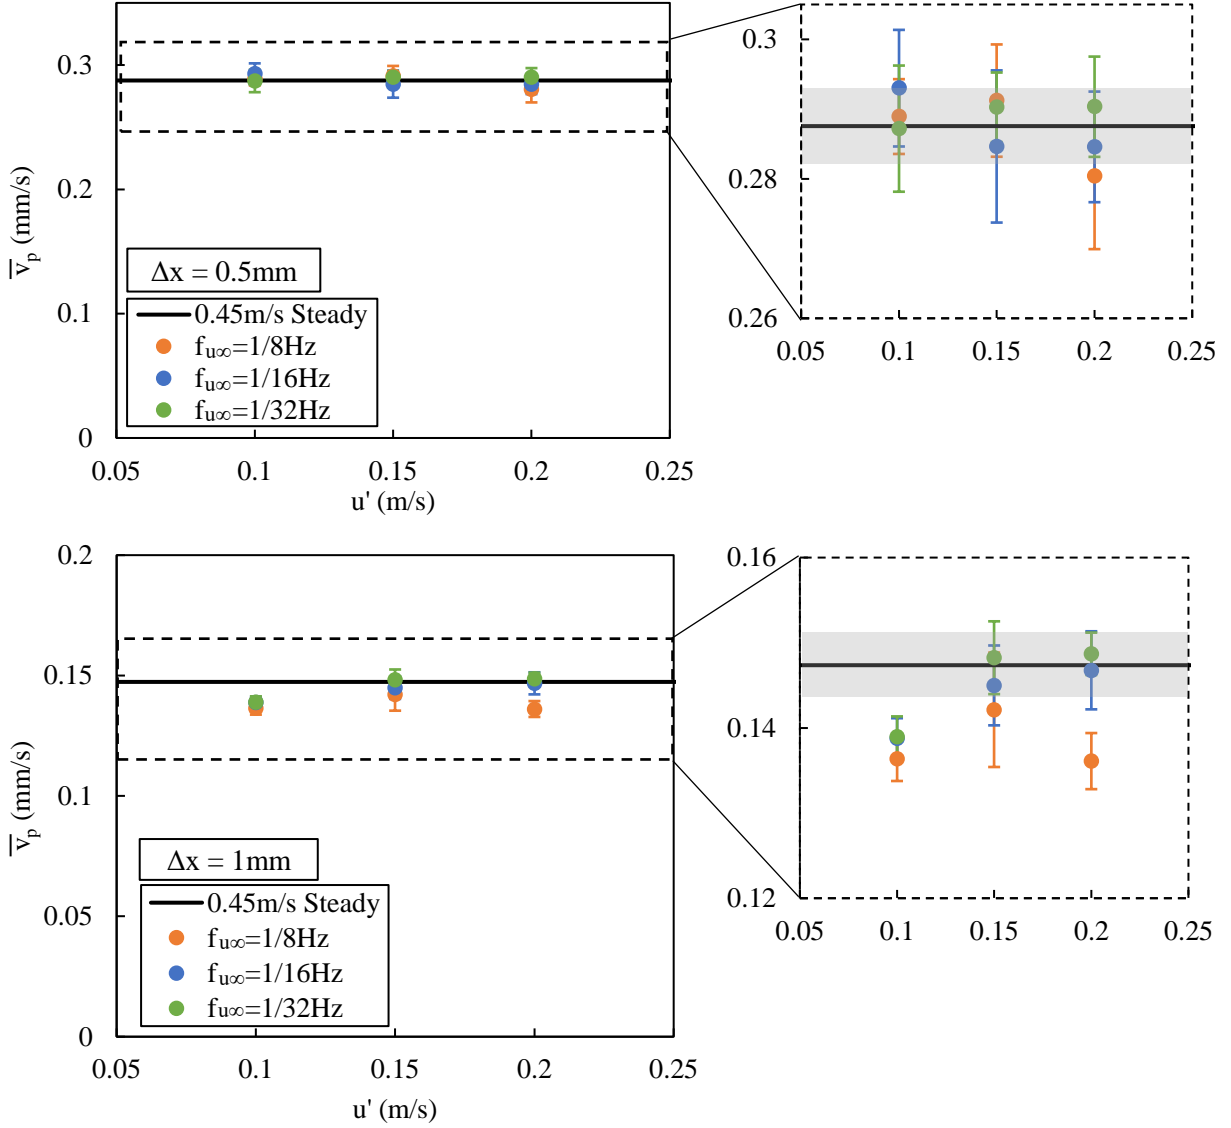 0.3
0.2
0.1
0
v̅p (mm/s)
Δx = 0.5mm
0.45m/s Steady
fu∞=1/8Hz
fu∞=1/16Hz
fu∞=1/32Hz
0.05 0.1 0.15 0.2 0.25
u' (m/s)
0.3
0.28
0.26
0.05 0.1 0.15 0.2 0.25
0.2
0.15
0.1
0.05
0
v̅p (mm/s)
Δx = 1mm
0.45m/s Steady
fu∞=1/8Hz
fu∞=1/16Hz
fu∞=1/32Hz
0.05 0.1 0.15 0.2 0.25
u' (m/s)
0.16
0.14
0.12
0.05 0.1 0.15 0.2 0.25